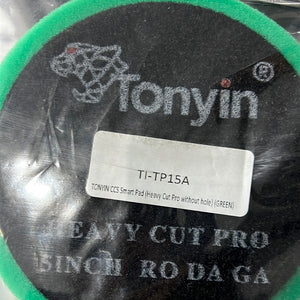 Tonyin®
TI-TP15A
TONYIN CCS Smart Pad (Heavy Cut Pro without hole) (GREEN)
HEAVY CUT PRO
5INCH RO DA GA